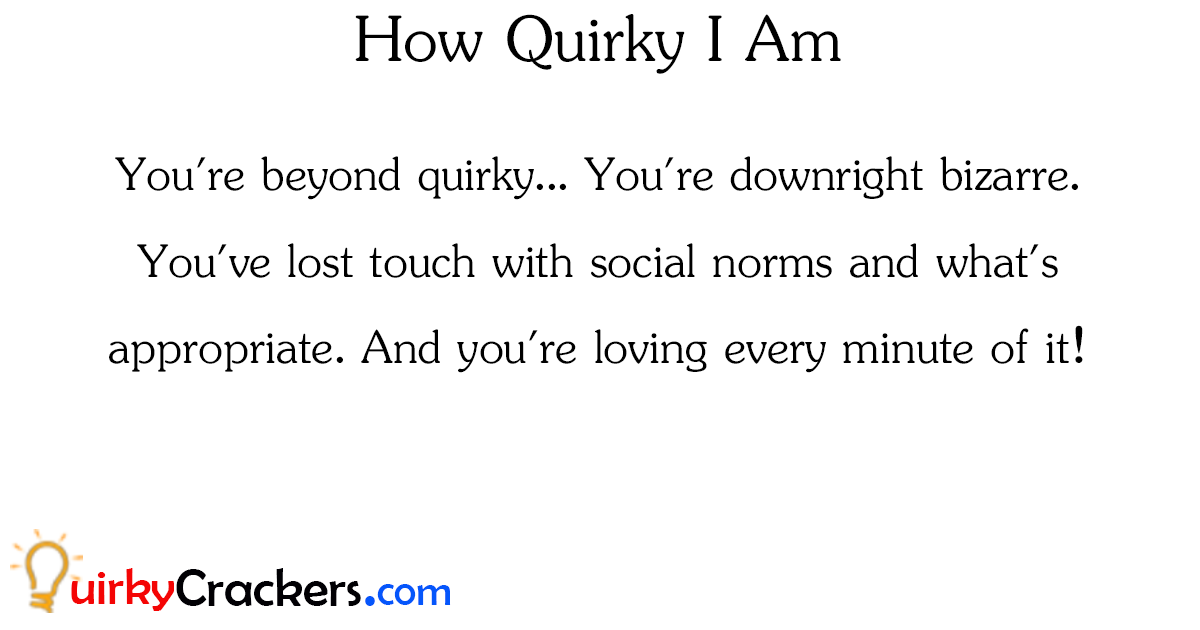 How Quirky I Am
You're beyond quirky... You're downright bizarre.
You've lost touch with social norms and what's
appropriate. And you're loving every minute of it!
QuirkyCrackers.com